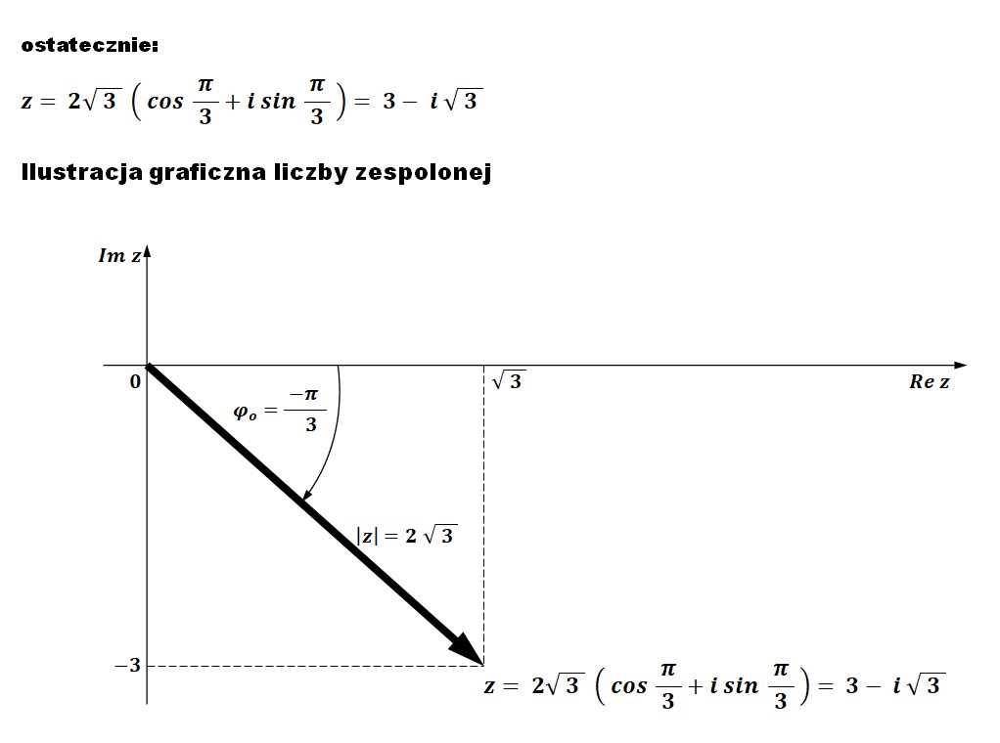 ostatecznie:
z = 2√3 ( cos π/3 + i sin π/3 ) = 3 − i √3
Ilustracja graficzna liczby zespolonej
Im z
0
√3
Re z
φₒ = −π/3
|z| = 2 √3
−3
z = 2√3 ( cos π/3 + i sin π/3 ) = 3 − i √3